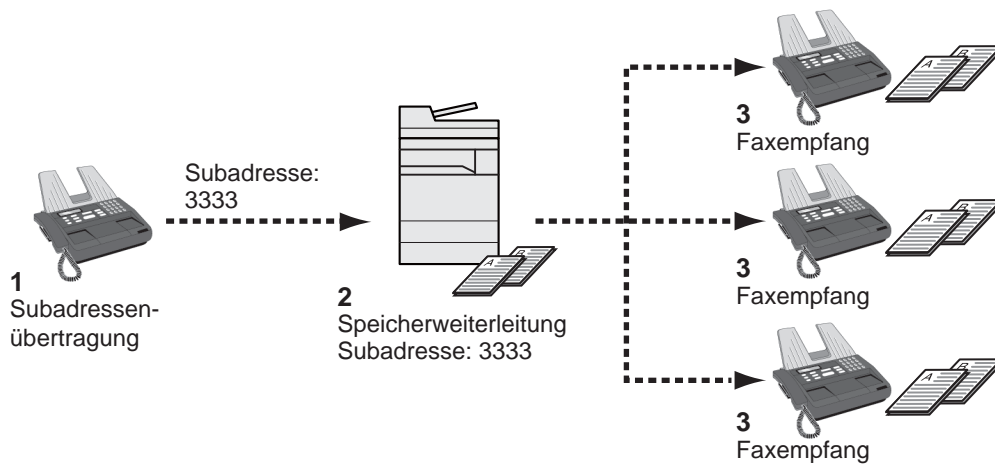 Subadresse:
3333
1
Subadressen-
übertragung
A
B
2
Speicherweiterleitung
Subadresse: 3333
A
B
3
Faxempfang
A
B
3
Faxempfang
A
B
3
Faxempfang